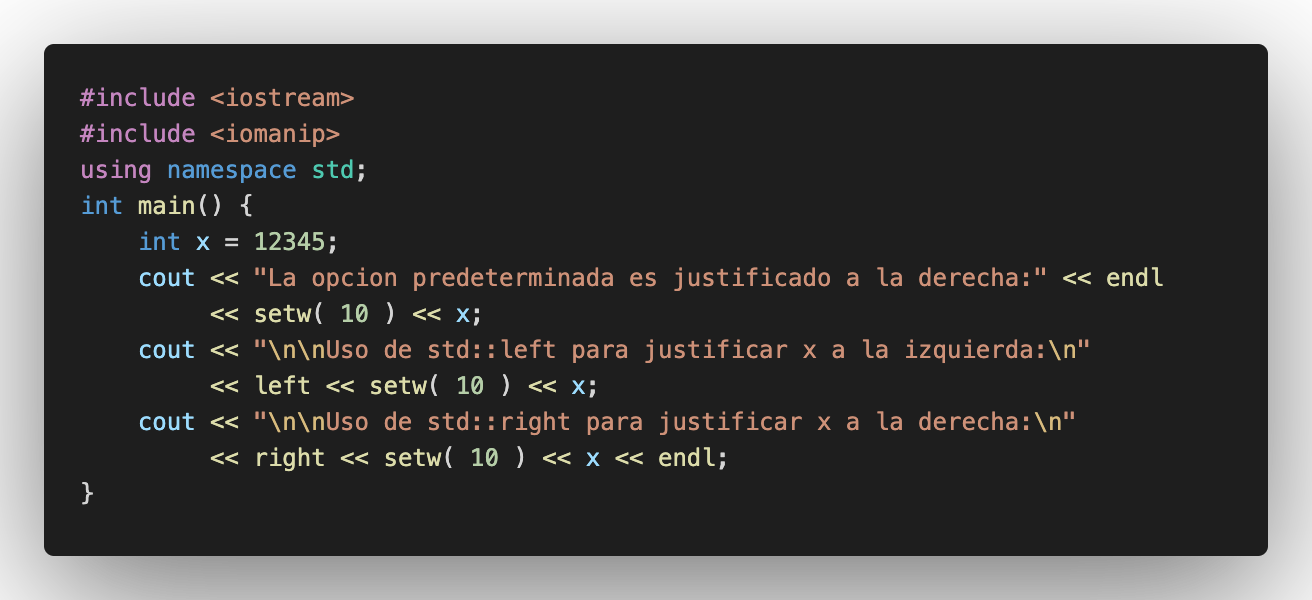 #include <iostream>
#include <iomanip>
using namespace std;
int main() {
    int x = 12345;
    cout << "La opcion predeterminada es justificado a la derecha:" << endl
         << setw( 10 ) << x;
    cout << "\n\nUso de std::left para justificar x a la izquierda:\n"
         << left << setw( 10 ) << x;
    cout << "\n\nUso de std::right para justificar x a la derecha:\n"
         << right << setw( 10 ) << x << endl;
}